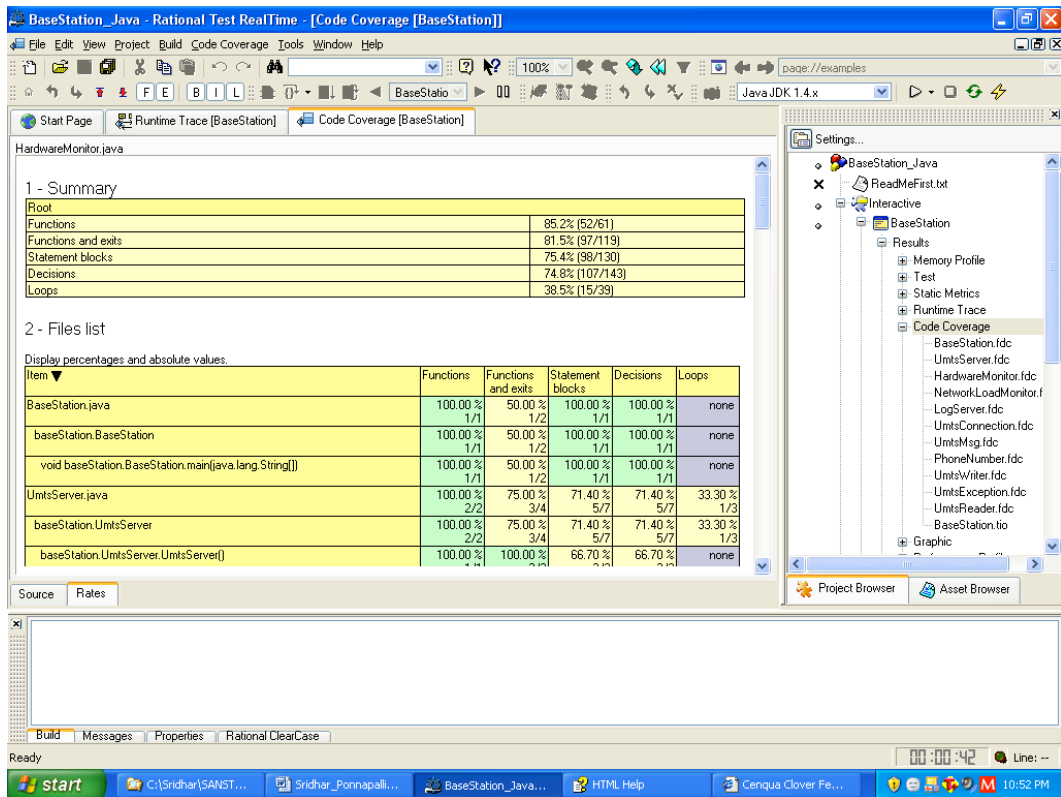 BaseStation_Java - Rational Test RealTime - [Code Coverage [BaseStation]]
File Edit View Project Build Code Coverage Tools Window Help
100% page://examples
F E B I L BaseStatio Java JDK 1.4.x
Start Page Runtime Trace [BaseStation] Code Coverage [BaseStation]
HardwareMonitor.java
1 - Summary
Root
Functions 85.2% (52/61)
Functions and exits 81.5% (97/119)
Statement blocks 75.4% (98/130)
Decisions 74.8% (107/143)
Loops 38.5% (15/39)
2 - Files list
Display percentages and absolute values.
Item Functions Functions and exits Statement blocks Decisions Loops
BaseStation.java 100.00 % 1/1 50.00 % 1/2 100.00 % 1/1 100.00 % 1/1 none
baseStation.BaseStation 100.00 % 1/1 50.00 % 1/2 100.00 % 1/1 100.00 % 1/1 none
void baseStation.BaseStation.main(java.lang.String[]) 100.00 % 1/1 50.00 % 1/2 100.00 % 1/1 100.00 % 1/1 none
UmtsServer.java 100.00 % 2/2 75.00 % 3/4 71.40 % 5/7 71.40 % 5/7 33.30 % 1/3
baseStation.UmtsServer 100.00 % 2/2 75.00 % 3/4 71.40 % 5/7 71.40 % 5/7 33.30 % 1/3
baseStation.UmtsServer.UmtsServer() 100.00 % 100.00 % 66.70 % 66.70 % none
Source Rates
Settings...
BaseStation_Java
ReadMeFirst.txt
Interactive
BaseStation
Results
Memory Profile
Test
Static Metrics
Runtime Trace
Code Coverage
BaseStation.fdc
UmtsServer.fdc
HardwareMonitor.fdc
NetworkLoadMonitor.f
LogServer.fdc
UmtsConnection.fdc
UmtsMsg.fdc
PhoneNumber.fdc
UmtsWriter.fdc
UmtsException.fdc
UmtsReader.fdc
BaseStation.tio
Graphic
Project Browser Asset Browser
Build Messages Properties Rational ClearCase
Ready 00:00:42 Line: --
start C:\Sridhar\SANST... Sridhar_Ponnapalli... BaseStation_Java... HTML Help Cenqua Clover Fe... 10:52 PM